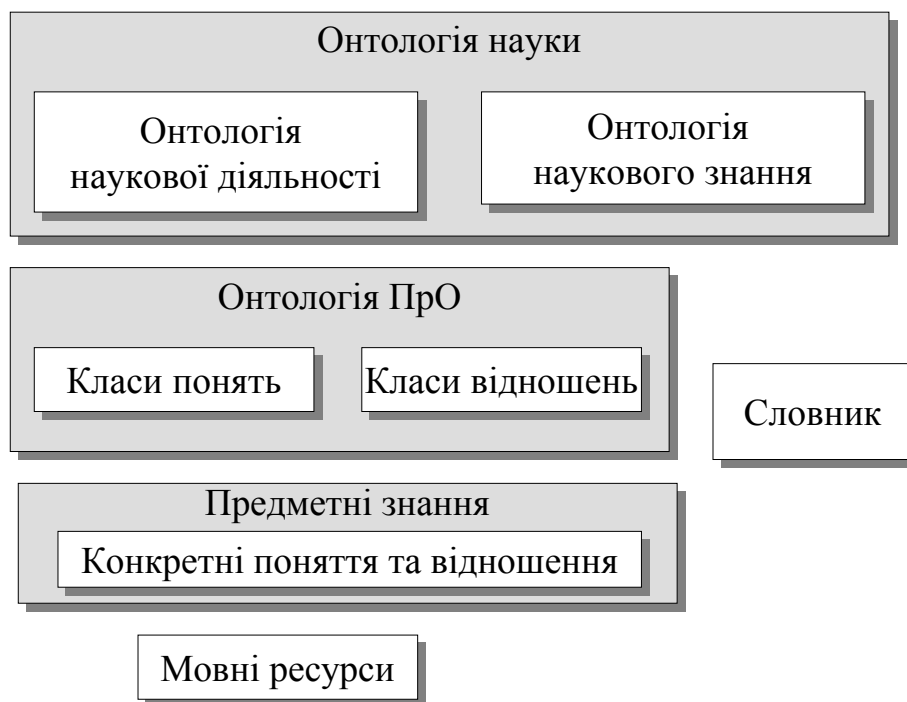 Онтологія науки
Онтологія
наукової діяльності
Онтологія
наукового знання
Онтологія ПрО
Класи понять
Класи відношень
Словник
Предметні знання
Конкретні поняття та відношення
Мовні ресурси